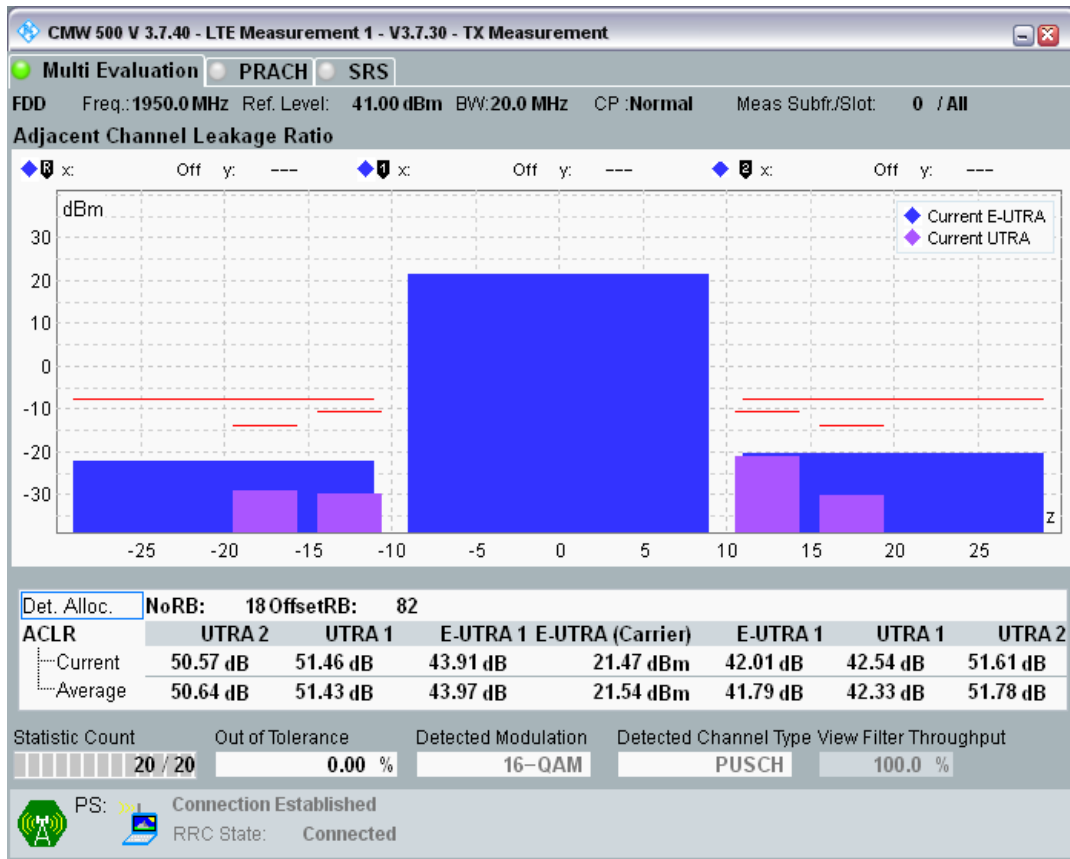 CMW 500 V 3.7.40 - LTE Measurement 1 - V3.7.30 - TX Measurement
Multi Evaluation PRACH SRS
FDD Freq.: 1950.0 MHz Ref. Level: 41.00 dBm BW: 20.0 MHz CP :Normal Meas Subfr./Slot: 0 / All
Adjacent Channel Leakage Ratio
R x: Off y: --- 1 x: Off y: --- 2 x: Off y: ---
dBm
Current E-UTRA
Current UTRA
30
20
10
0
-10
-20
-30
z
-25 -20 -15 -10 -5 0 5 10 15 20 25
Det. Alloc. NoRB: 18 OffsetRB: 82
ACLR UTRA 2 UTRA 1 E-UTRA 1 E-UTRA (Carrier) E-UTRA 1 UTRA 1 UTRA 2
Current 50.57 dB 51.46 dB 43.91 dB 21.47 dBm 42.01 dB 42.54 dB 51.61 dB
Average 50.64 dB 51.43 dB 43.97 dB 21.54 dBm 41.79 dB 42.33 dB 51.78 dB
Statistic Count Out of Tolerance Detected Modulation Detected Channel Type View Filter Throughput
20 / 20 0.00 % 16-QAM PUSCH 100.0 %
PS: Connection Established
RRC State: Connected